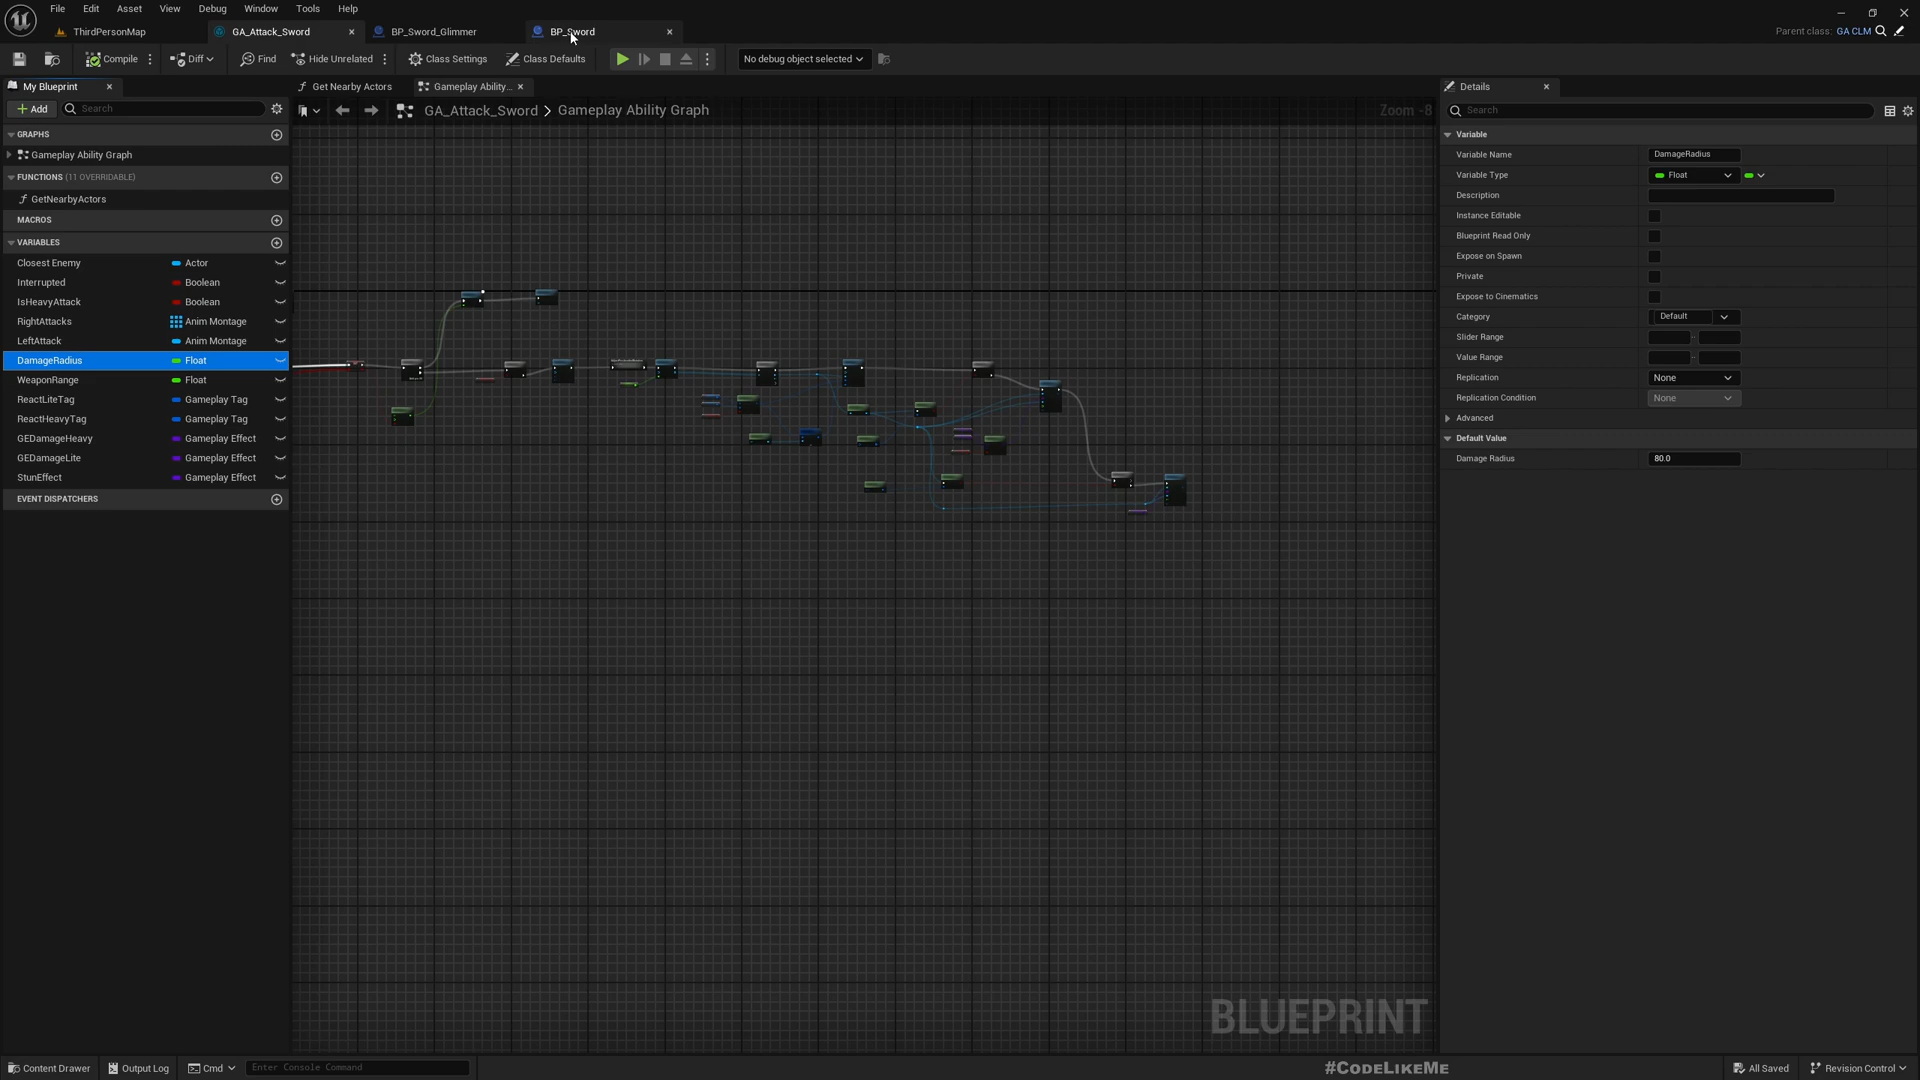 File Edit Asset View Debug Window Tools Help
ThirdPersonMap GA_Attack_Sword BP_Sword_Glimmer BP_Sword
Parent class: GA CLM
Compile Diff Find Hide Unrelated Class Settings Class Defaults No debug object selected
My Blueprint Get Nearby Actors Gameplay Ability... Details
Add Search GA_Attack_Sword > Gameplay Ability Graph Zoom -8 Search
GRAPHS
Gameplay Ability Graph
FUNCTIONS (11 OVERRIDABLE)
GetNearbyActors
MACROS
VARIABLES
Closest Enemy Actor
Interrupted Boolean
IsHeavyAttack Boolean
RightAttacks Anim Montage
LeftAttack Anim Montage
DamageRadius Float
WeaponRange Float
ReactLiteTag Gameplay Tag
ReactHeavyTag Gameplay Tag
GEDamageHeavy Gameplay Effect
GEDamageLite Gameplay Effect
StunEffect Gameplay Effect
EVENT DISPATCHERS
Variable
Variable Name DamageRadius
Variable Type Float
Description
Instance Editable
Blueprint Read Only
Expose on Spawn
Private
Expose to Cinematics
Category Default
Slider Range
Value Range
Replication None
Replication Condition None
Advanced
Default Value
Damage Radius 80.0
BLUEPRINT
Content Drawer Output Log Cmd Enter Console Command #CodeLikeMe All Saved Revision Control